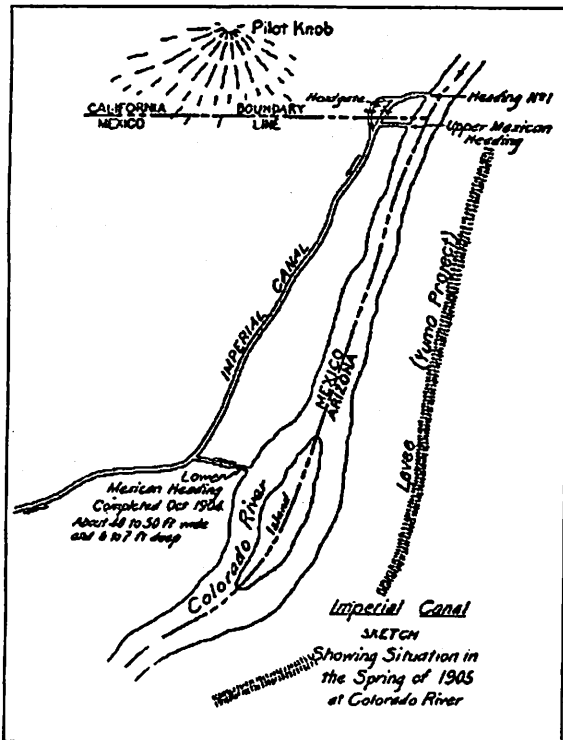 Pilot Knob
Headgate
Heading Nº1
CALIFORNIA BOUNDARY
MEXICO LINE
Upper Mexican
Heading
IMPERIAL CANAL
MEXICO
ARIZONA
Levee (Yuma Project)
Lower
Mexican Heading
Completed Oct 1904.
About 48 to 50 ft wide
and 6 to 7 ft deep
Colorado River
Island
Imperial Canal
SKETCH
Showing Situation in
the Spring of 1905
at Colorado River